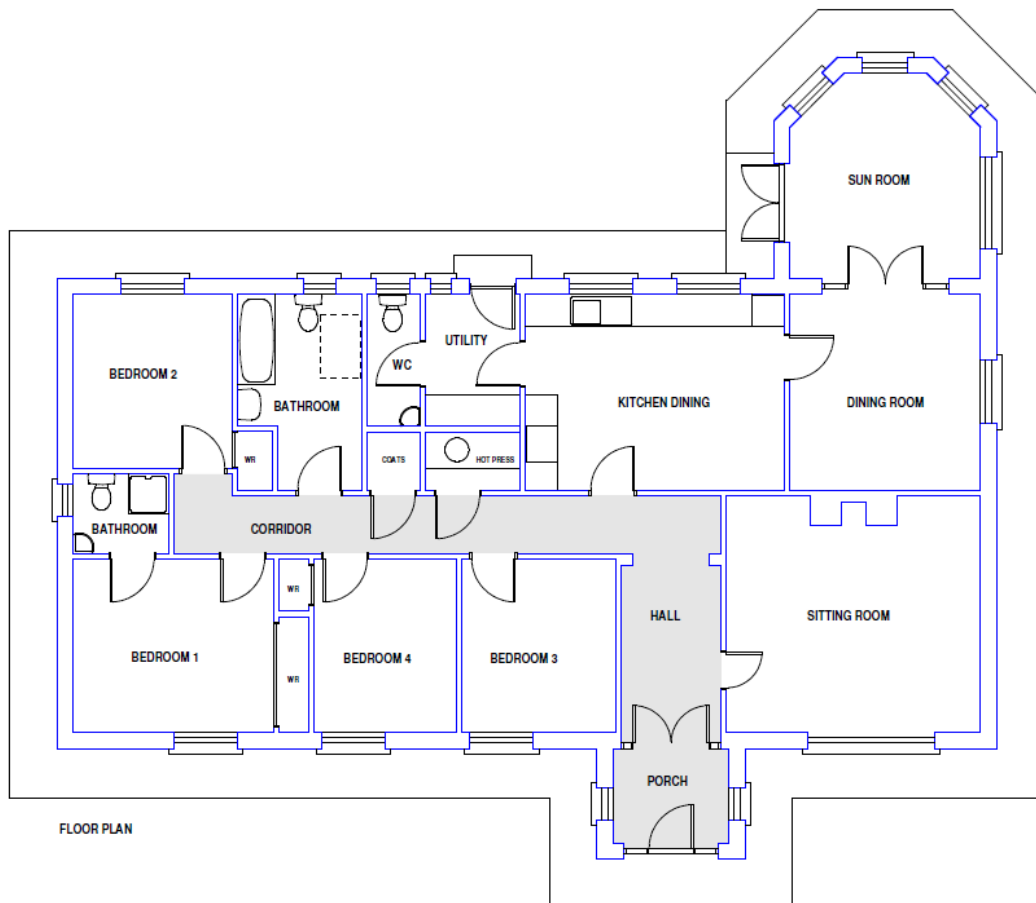 SUN ROOM
UTILITY
WC
BEDROOM 2
BATHROOM
KITCHEN DINING
DINING ROOM
WR
COATS
HOT PRESS
BATHROOM
CORRIDOR
WR
HALL
SITTING ROOM
BEDROOM 1
BEDROOM 4
BEDROOM 3
WR
PORCH
FLOOR PLAN